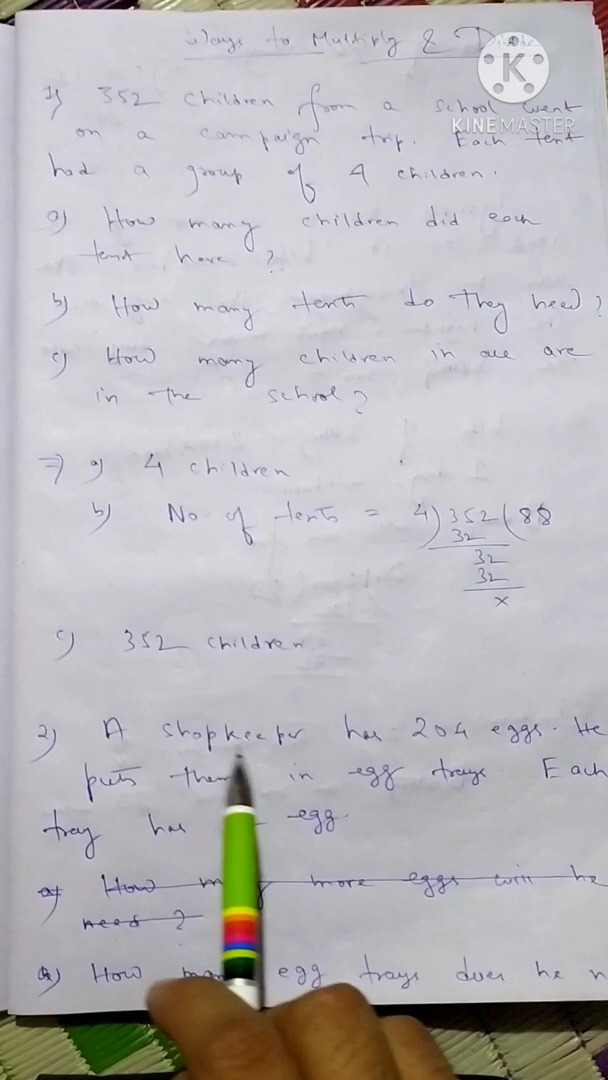 Ways to Multiply & Divide
K
KINEMASTER
1) 352 children from a school went
on a campaign trip. Each tent
had a group of 4 children.
a) How many children did each
tent have ?
b) How many tents do they need ?
c) How many children in all are
in the school ?
=> a) 4 children
b) No. of tents = 4)352(88
32
32
32
x
c) 352 children
2) A shopkeeper has 204 eggs. He
puts them in egg trays. Each
tray has egg.
a) How many more eggs will he
need ?
a) How many egg trays does he n